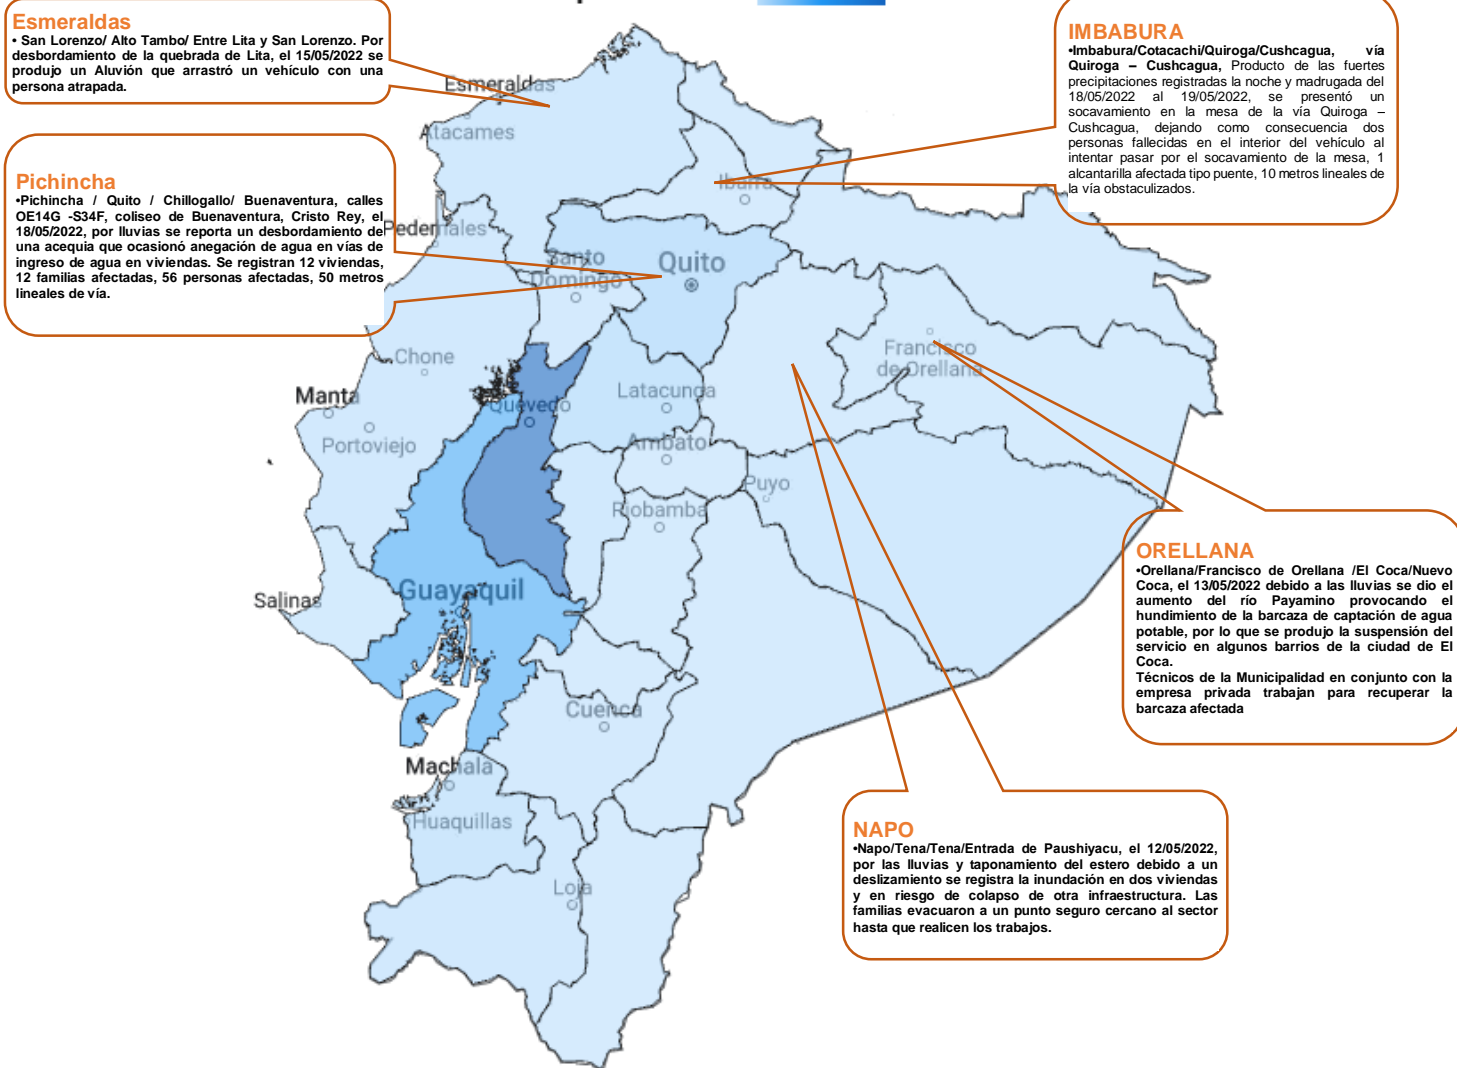 Esmeraldas
• San Lorenzo/ Alto Tambo/ Entre Lita y San Lorenzo. Por
desbordamiento de la quebrada de Lita, el 15/05/2022 se
produjo un Aluvión que arrastró un vehículo con una
persona atrapada.
IMBABURA
•Imbabura/Cotacachi/Quiroga/Cushcagua, vía
Quiroga – Cushcagua, Producto de las fuertes
precipitaciones registradas la noche y madrugada del
18/05/2022 al 19/05/2022, se presentó un
socavamiento en la mesa de la vía Quiroga –
Cushcagua, dejando como consecuencia dos
personas fallecidas en el interior del vehículo al
intentar pasar por el socavamiento de la mesa, 1
alcantarilla afectada tipo puente, 10 metros lineales de
la vía obstaculizados.
Pichincha
•Pichincha / Quito / Chillogallo/ Buenaventura, calles
OE14G -S34F, coliseo de Buenaventura, Cristo Rey, el
18/05/2022, por lluvias se reporta un desbordamiento de
una acequia que ocasionó anegación de agua en vías de
ingreso de agua en viviendas. Se registran 12 viviendas,
12 familias afectadas, 56 personas afectadas, 50 metros
lineales de vía.
Esmeraldas
Atacames
Ibarra
Pedernales
Santo
Domingo
Quito
Chone
Francisco
de Orellana
Manta
Quevedo
Latacunga
Portoviejo
Ambato
Puyo
Riobamba
Salinas
Guayaquil
Cuenca
Machala
Huaquillas
Loja
ORELLANA
•Orellana/Francisco de Orellana /El Coca/Nuevo
Coca, el 13/05/2022 debido a las lluvias se dio el
aumento del río Payamino provocando el
hundimiento de la barcaza de captación de agua
potable, por lo que se produjo la suspensión del
servicio en algunos barrios de la ciudad de El
Coca.
Técnicos de la Municipalidad en conjunto con la
empresa privada trabajan para recuperar la
barcaza afectada
NAPO
•Napo/Tena/Tena/Entrada de Paushiyacu, el 12/05/2022,
por las lluvias y taponamiento del estero debido a un
deslizamiento se registra la inundación en dos viviendas
y en riesgo de colapso de otra infraestructura. Las
familias evacuaron a un punto seguro cercano al sector
hasta que realicen los trabajos.